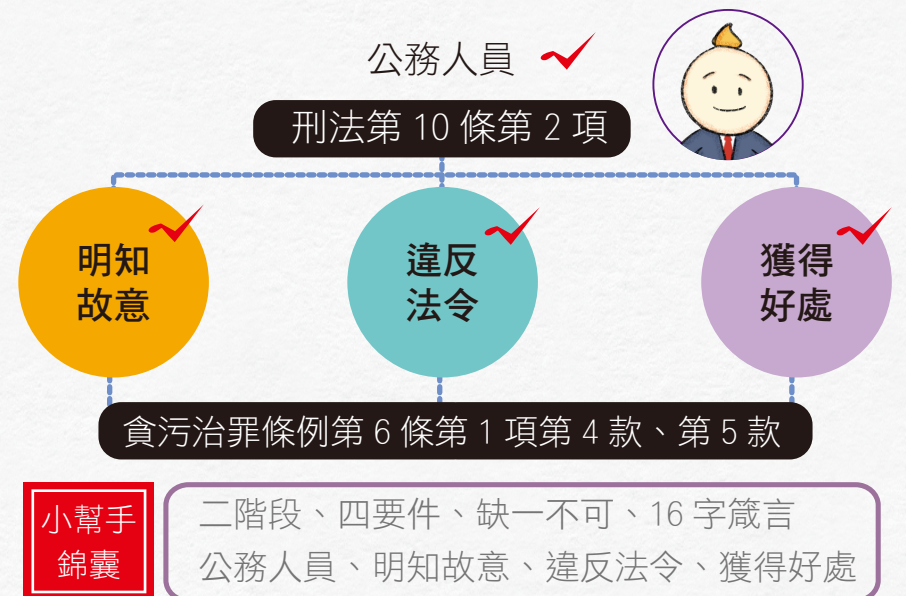 公務人員
刑法第 10 條第 2 項
明知
故意
違反
法令
獲得
好處
貪污治罪條例第 6 條第 1 項第 4 款、第 5 款
小幫手
錦囊
二階段、四要件、缺一不可、16 字箴言
公務人員、明知故意、違反法令、獲得好處